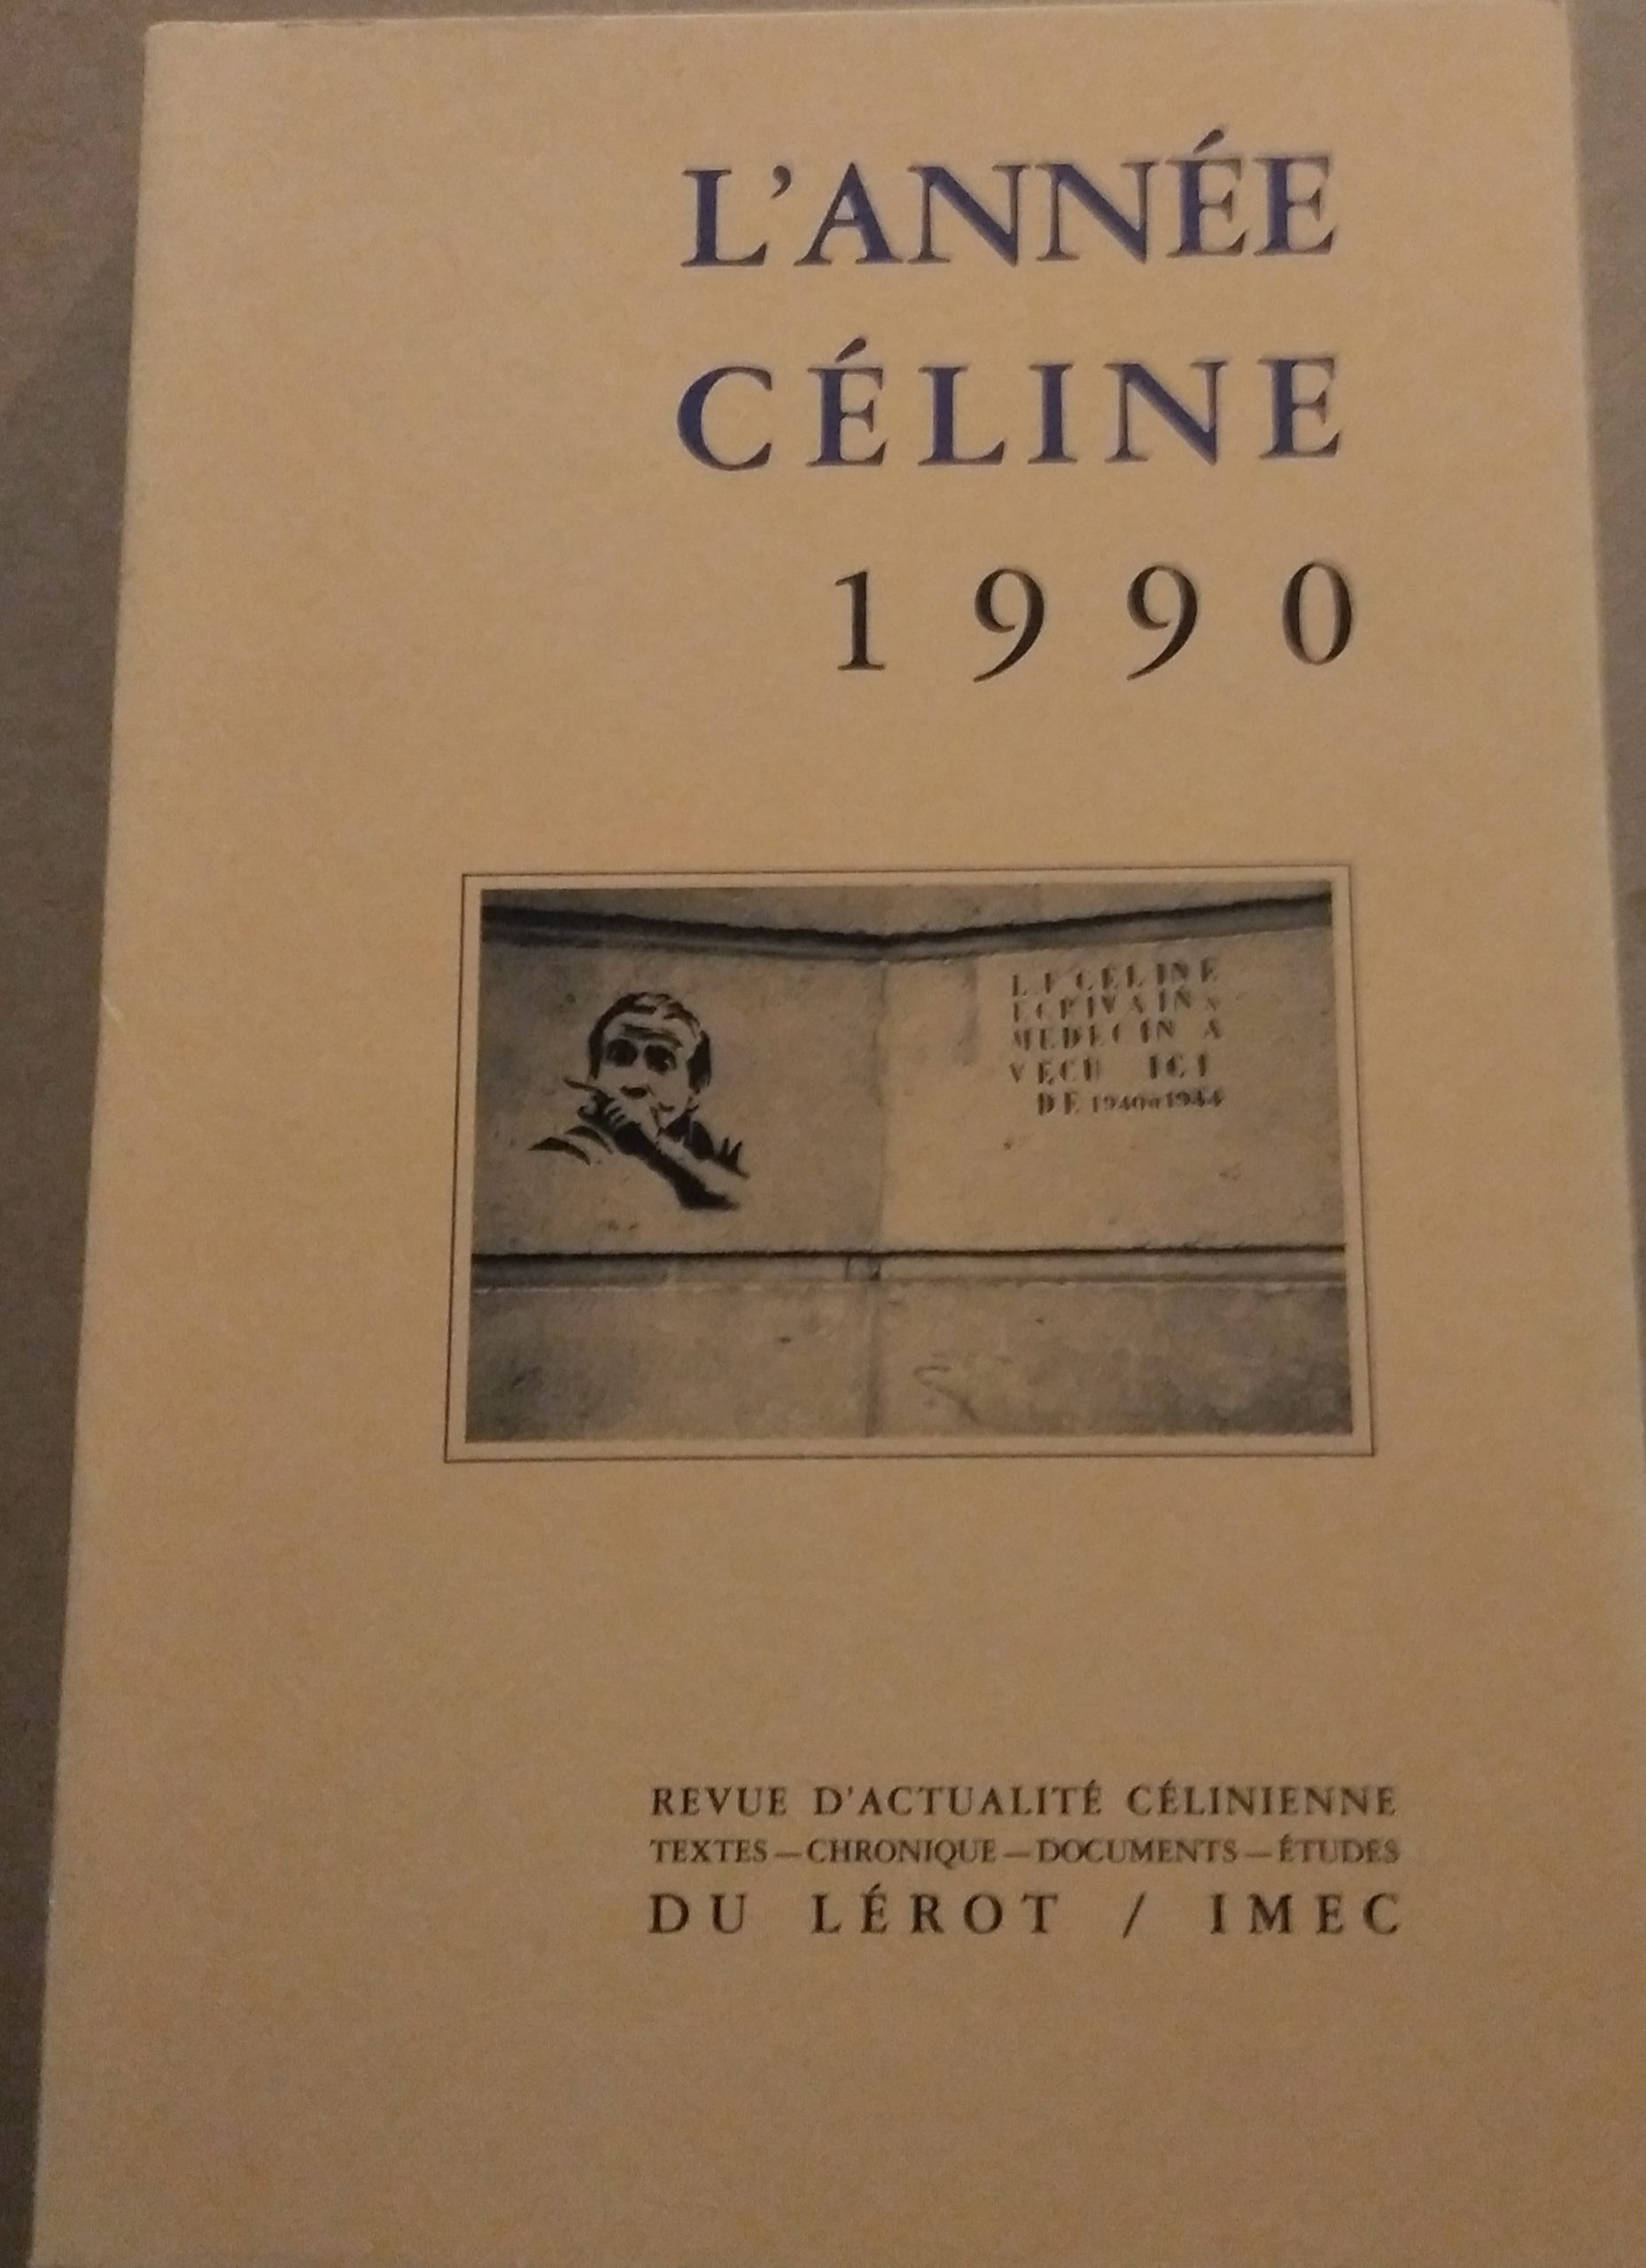 L'ANNÉE
CÉLINE
1990
L F CÉLINE
ECRIVAIN &
MEDECIN A
VECU ICI
DE 1940 a 1944
REVUE D'ACTUALITÉ CÉLINIENNE
TEXTES — CHRONIQUE — DOCUMENTS — ÉTUDES
DU LÉROT / IMEC